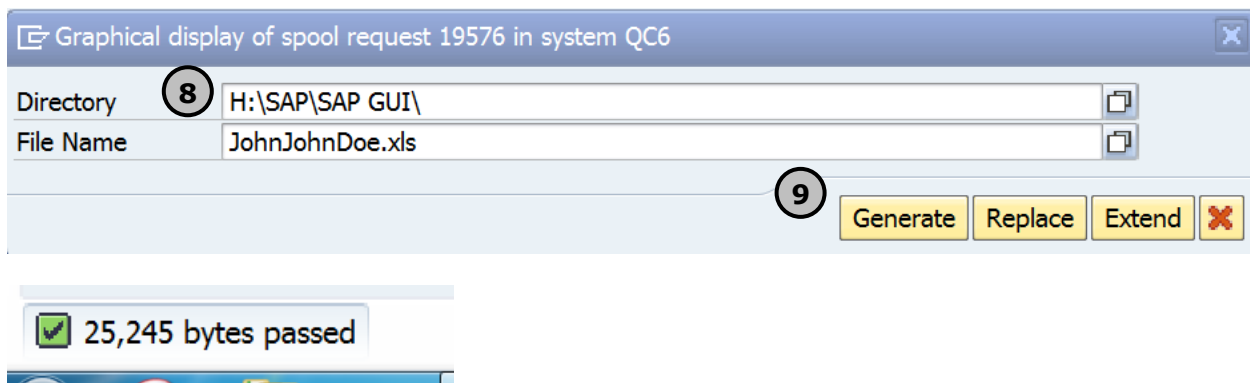 Graphical display of spool request 19576 in system QC6
Directory 8 H:\SAP\SAP GUI\
File Name JohnJohnDoe.xls
9
Generate Replace Extend
25,245 bytes passed